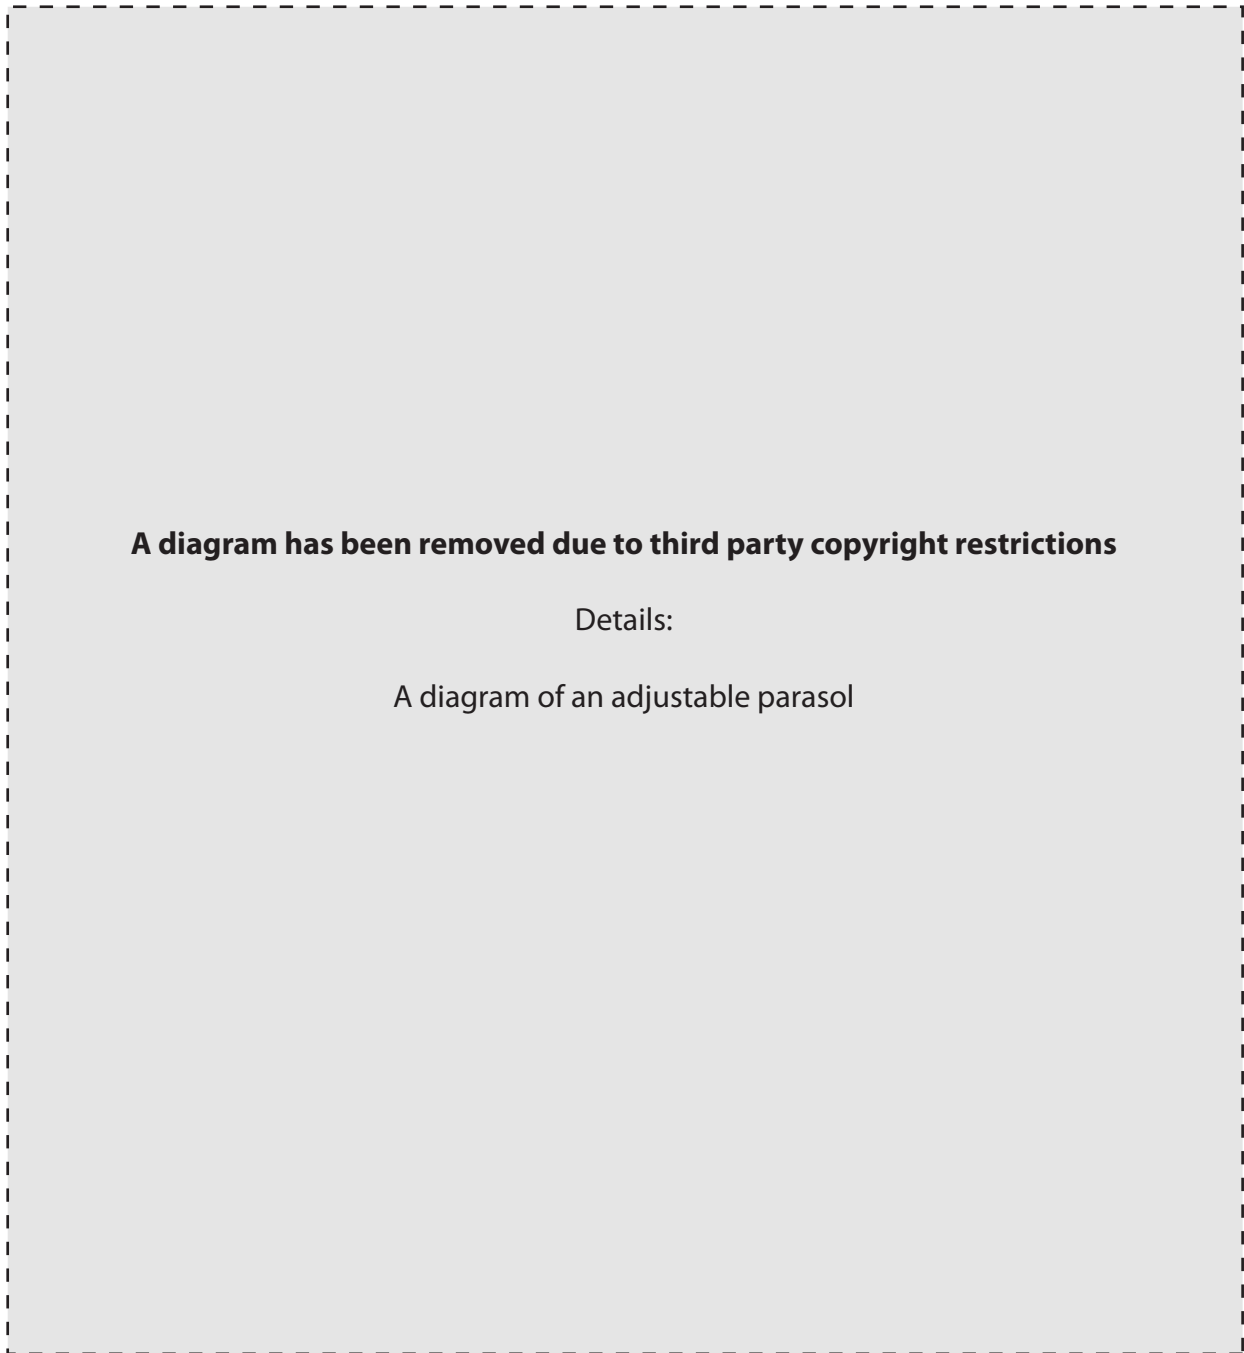 A diagram has been removed due to third party copyright restrictions
Details:
A diagram of an adjustable parasol